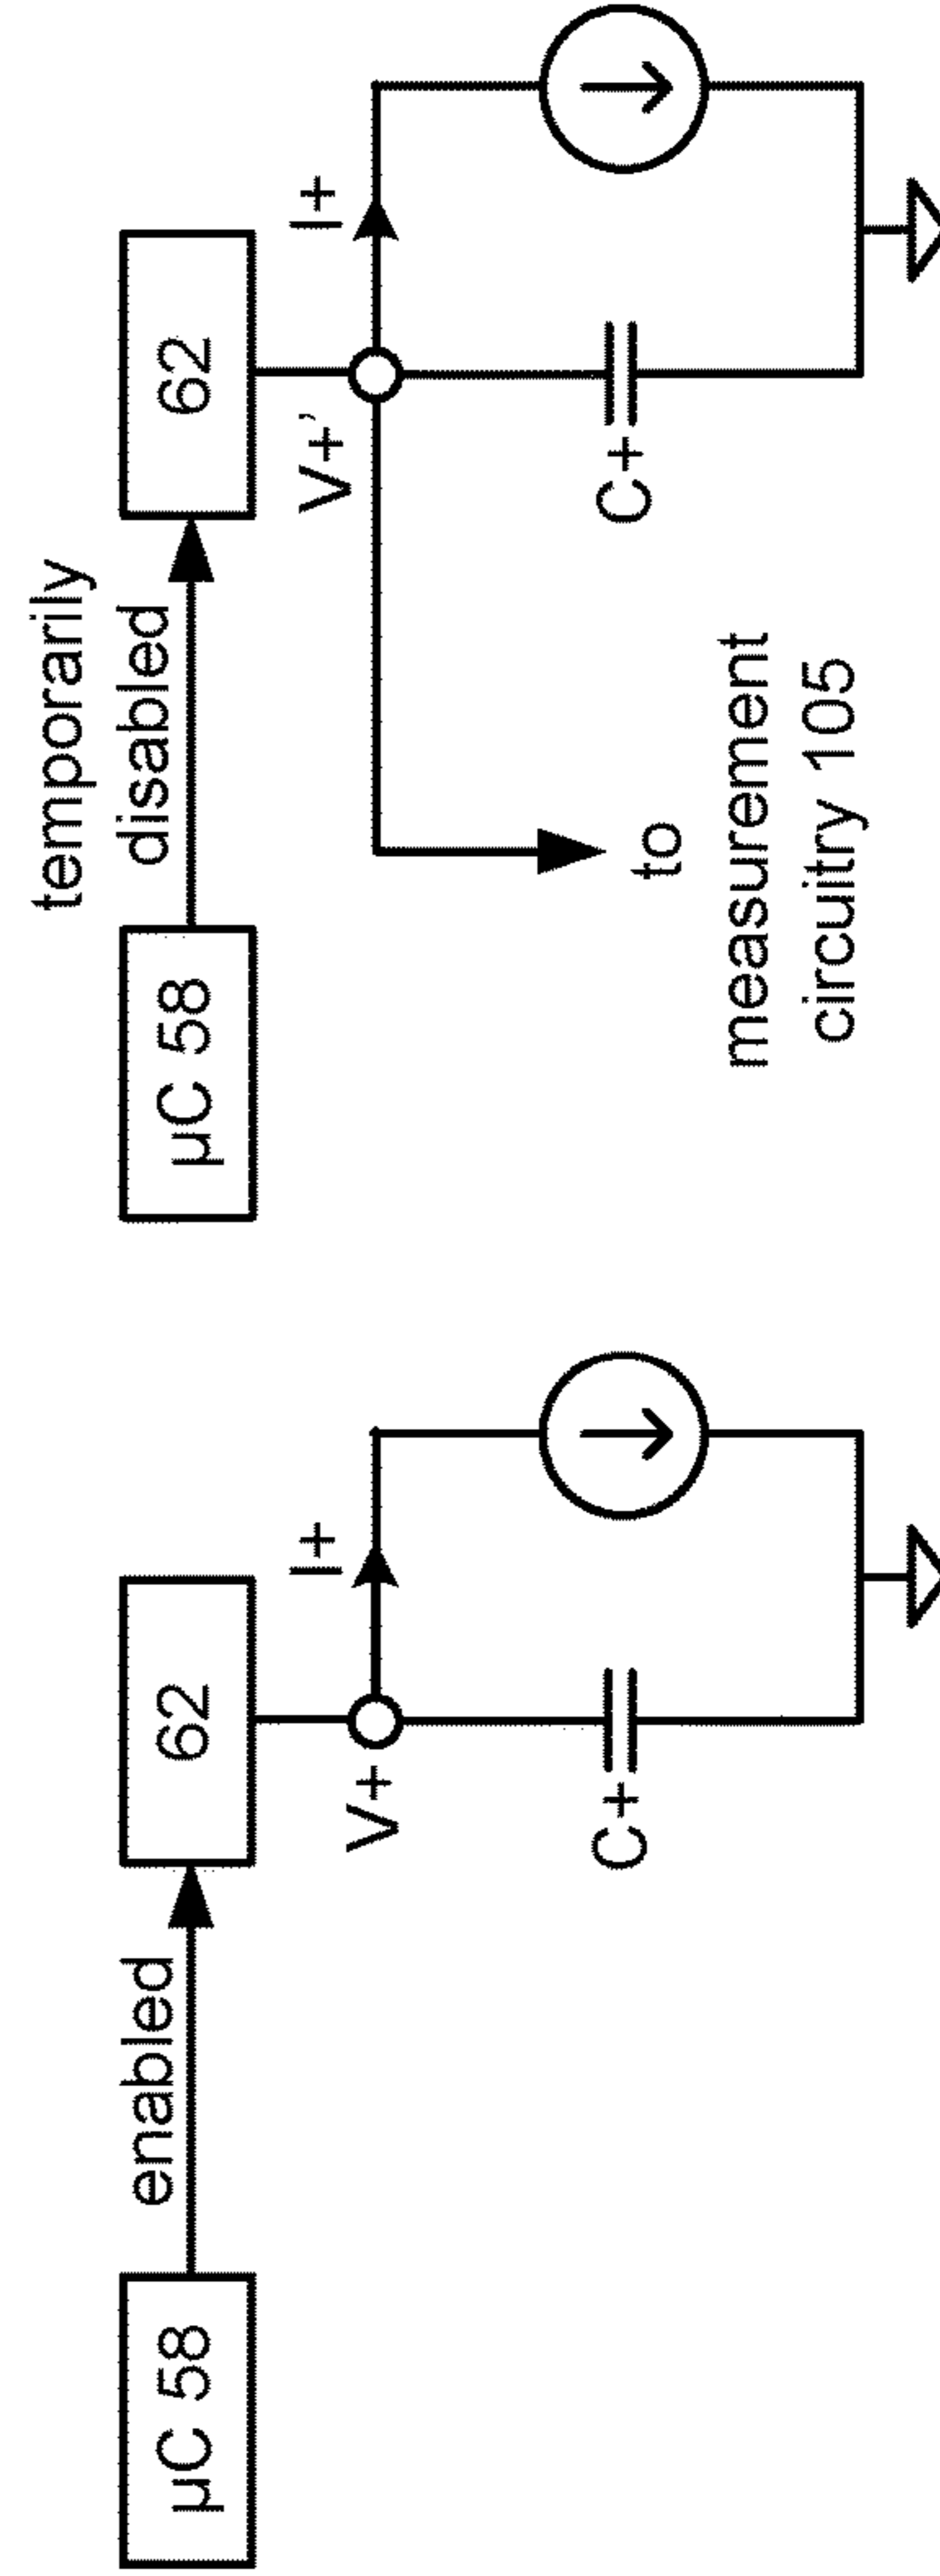 µC 58
enabled
62
V+
I+
C+
µC 58
temporarily
disabled
62
V+’
I+
C+
to
measurement
circuitry 105